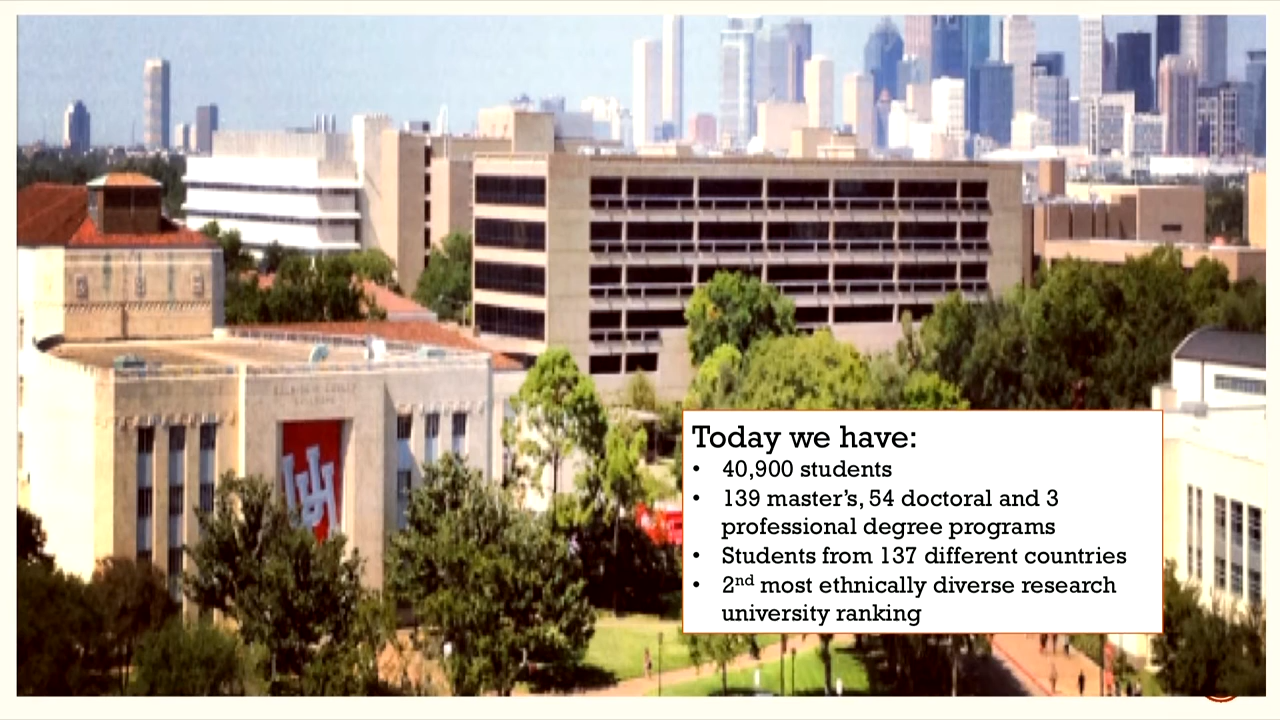 UH
Today we have:
• 40,900 students
• 139 master’s, 54 doctoral and 3
professional degree programs
• Students from 137 different countries
• 2nd most ethnically diverse research
university ranking